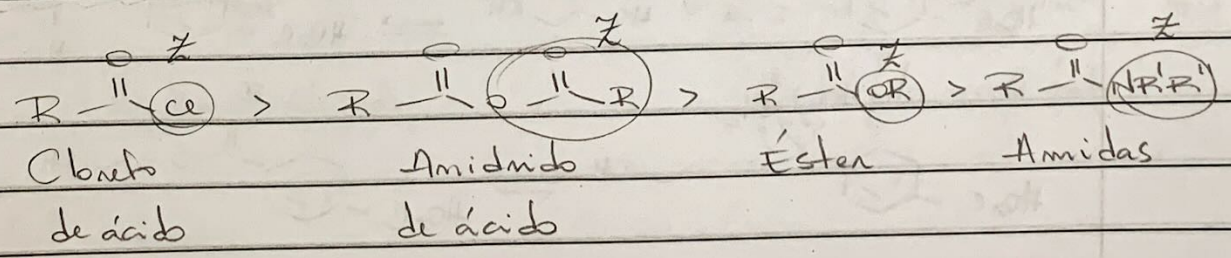 O Z O O Z O Z O Z
R – || – Cl > R – || – O – || – R > R – || – OR > R – || – NR'R'
Cloreto Anidrido Éster Amidas
de ácido de ácido